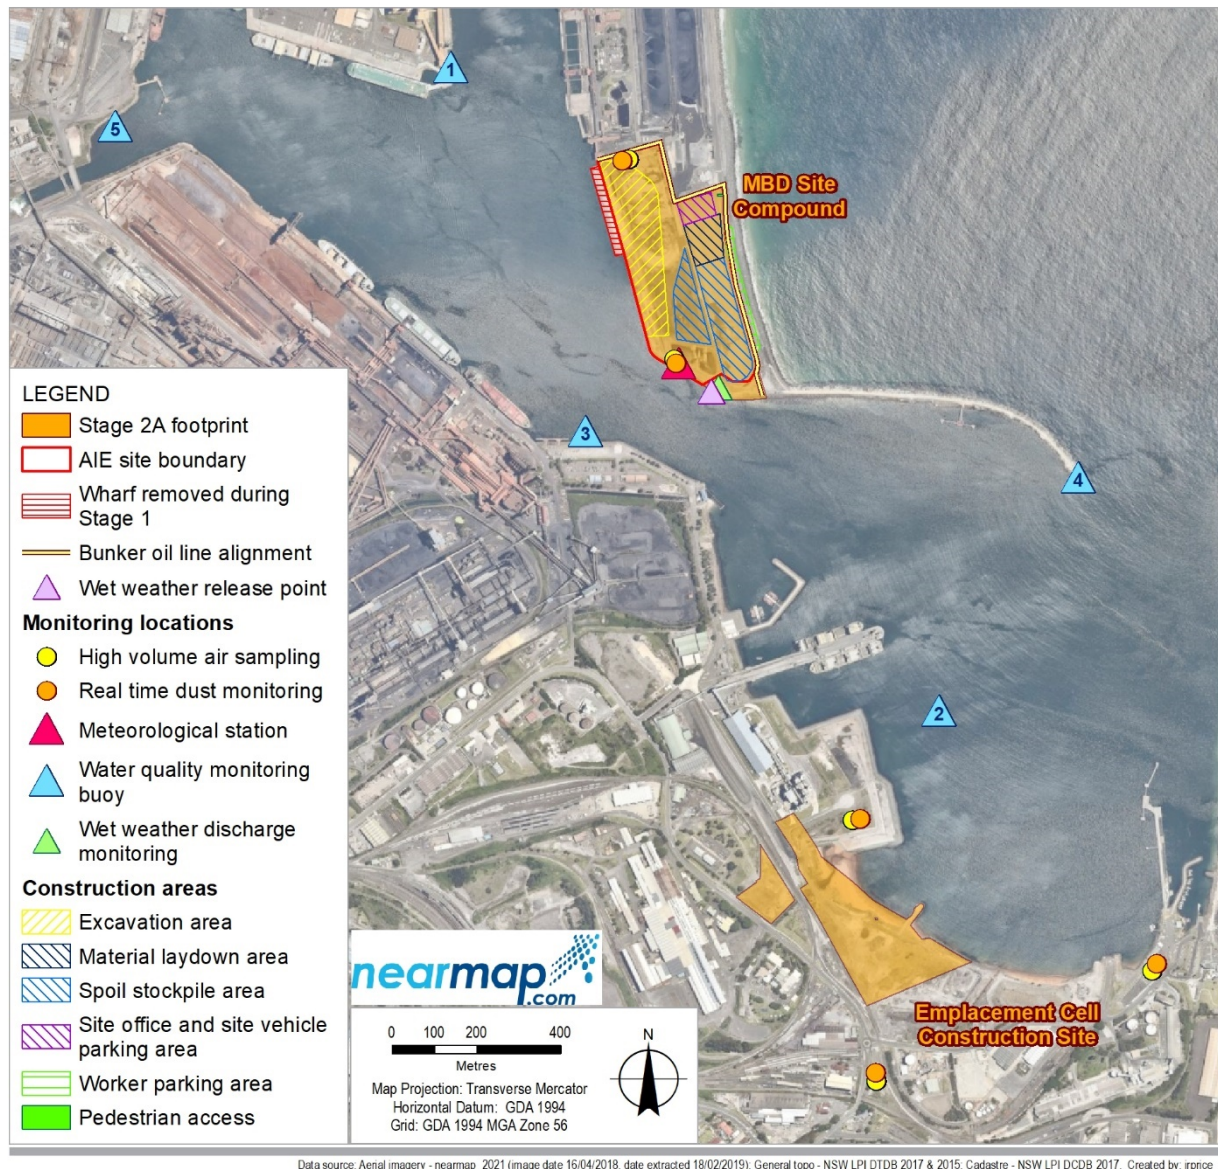 1
5
MBD Site
Compound
3
4
2
LEGEND
Stage 2A footprint
AIE site boundary
Wharf removed during
Stage 1
Bunker oil line alignment
Wet weather release point
Monitoring locations
High volume air sampling
Real time dust monitoring
Meteorological station
Water quality monitoring
buoy
Wet weather discharge
monitoring
Construction areas
Excavation area
Material laydown area
Spoil stockpile area
Site office and site vehicle
parking area
Worker parking area
Pedestrian access
nearmap
.com
0 100 200 400
Metres
Map Projection: Transverse Mercator
Horizontal Datum: GDA 1994
Grid: GDA 1994 MGA Zone 56
N
Emplacement Cell
Construction Site
Data source: Aerial imagery - nearmap 2021 (image date 16/04/2018, date extracted 18/02/2019); General topo - NSW LPI DTDB 2017 & 2015; Cadastre - NSW LPI DCDB 2017. Created by: jrprice